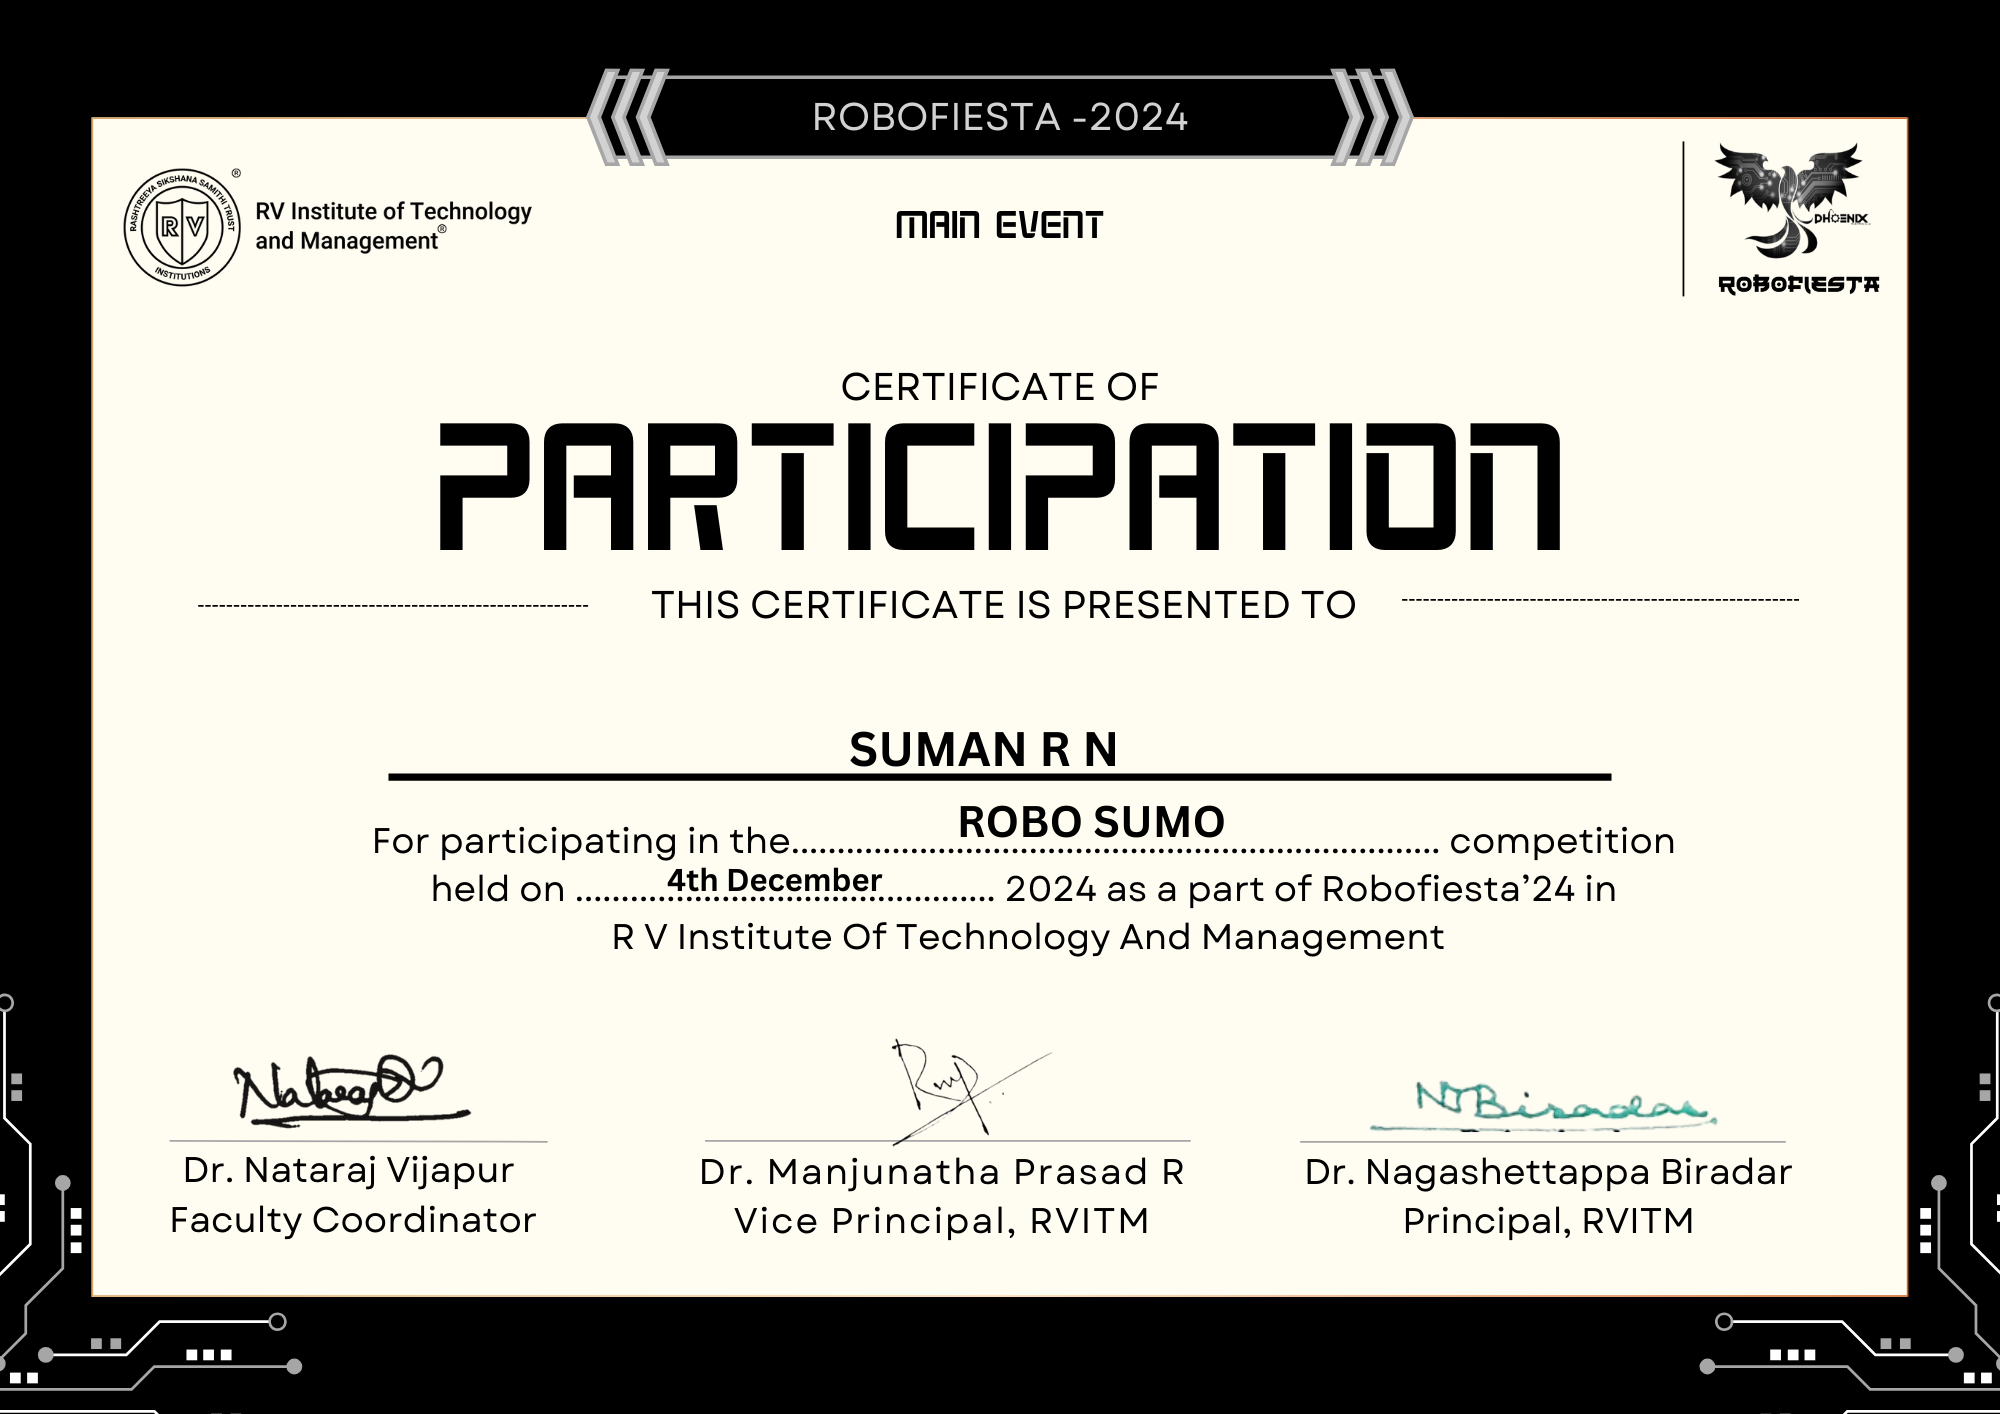 ROBOFIESTA -2024
RASHTREEYA SIKSHANA SAMITHI TRUST
RV
INSTITUTIONS
®
RV Institute of Technology
and Management®
MAIN EVENT
PHOENIX
ROBOFIESTA
CERTIFICATE OF
PARTICIPATION
THIS CERTIFICATE IS PRESENTED TO
SUMAN R N
For participating in the ROBO SUMO competition
held on 4th December 2024 as a part of Robofiesta’24 in
R V Institute Of Technology And Management
Nataraj
Rmp
N Biradar
Dr. Nataraj Vijapur
Faculty Coordinator
Dr. Manjunatha Prasad R
Vice Principal, RVITM
Dr. Nagashettappa Biradar
Principal, RVITM